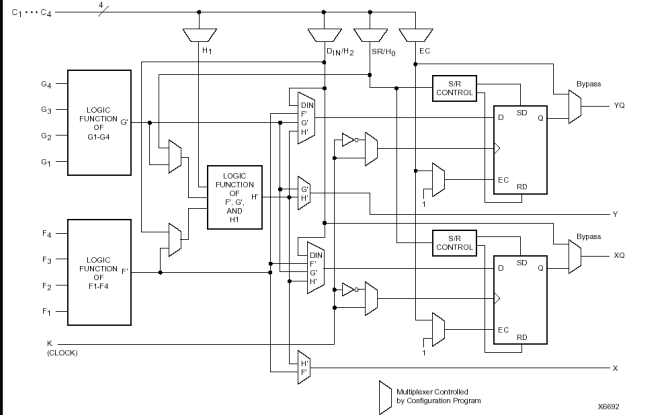 C1 • • • C4
4
H1
DIN/H2
SR/H0
EC
G4
G3
G2
G1
LOGIC
FUNCTION
OF
G1-G4
G'
DIN
F'
G'
H'
S/R
CONTROL
Bypass
YQ
D
SD
Q
EC
RD
1
LOGIC
FUNCTION
OF
F', G',
AND
H1
H'
G'
H'
Y
F4
F3
F2
F1
LOGIC
FUNCTION
OF
F1-F4
F'
DIN
F'
G'
H'
S/R
CONTROL
Bypass
XQ
D
SD
Q
EC
RD
1
K
(CLOCK)
H'
F'
X
Multiplexer Controlled
by Configuration Program
X6692